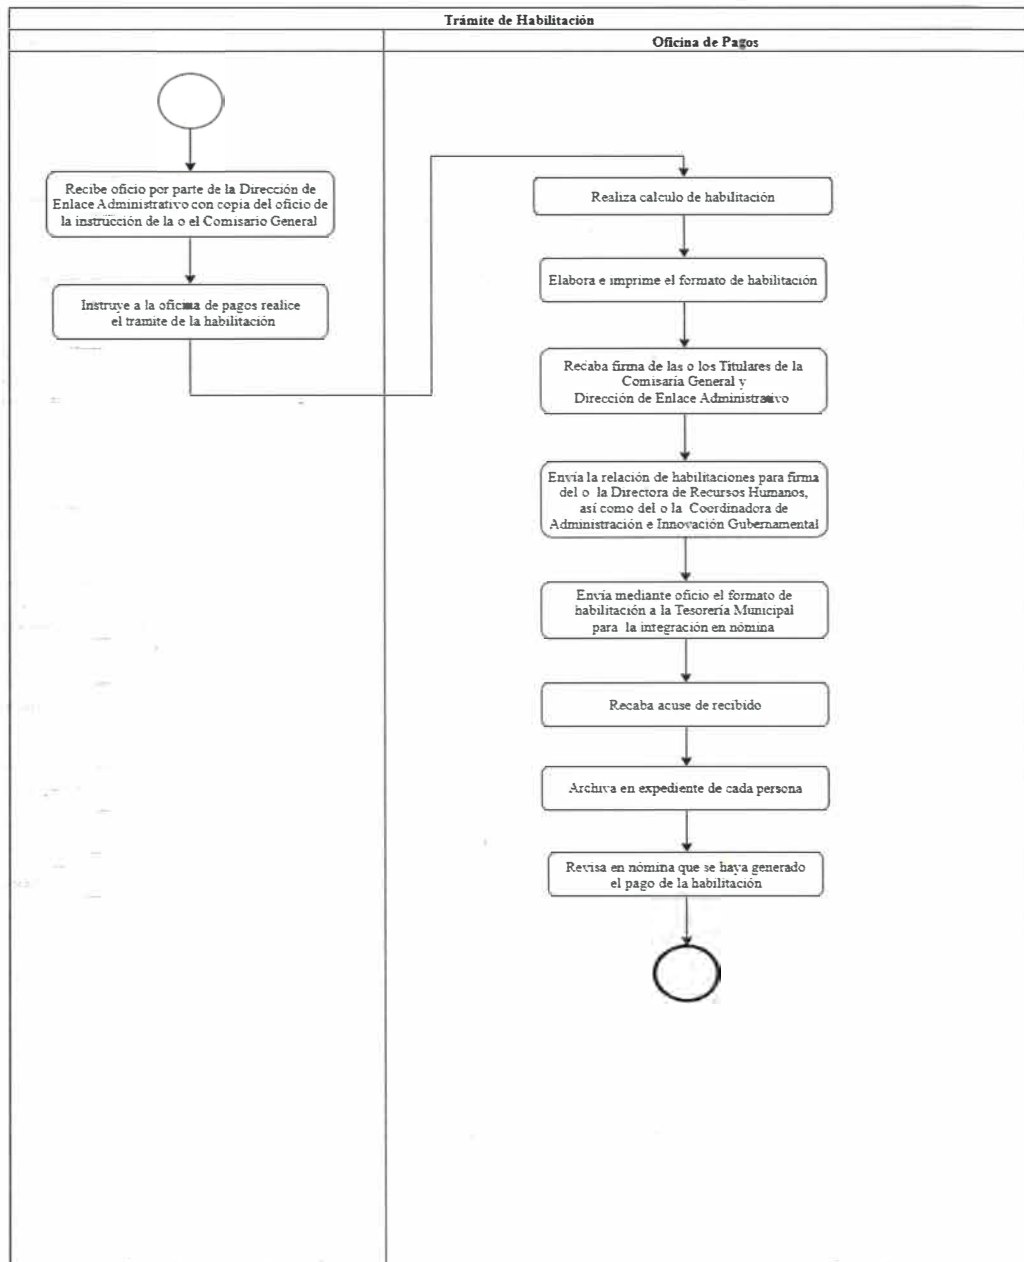 Trámite de Habilitación
Oficina de Pagos
Recibe oficio por parte de la Dirección de
Enlace Administrativo con copia del oficio de
la instrucción de la o el Comisario General
Instruye a la oficina de pagos realice
el tramite de la habilitación
Realiza calculo de habilitación
Elabora e imprime el formato de habilitación
Recaba firma de las o los Titulares de la
Comisaría General y
Dirección de Enlace Administrativo
Envía la relación de habilitaciones para firma
del o la Directora de Recursos Humanos,
así como del o la Coordinadora de
Administración e Innovación Gubernamental
Envía mediante oficio el formato de
habilitación a la Tesorería Municipal
para la integración en nómina
Recaba acuse de recibido
Archiva en expediente de cada persona
Revisa en nómina que se haya generado
el pago de la habilitación